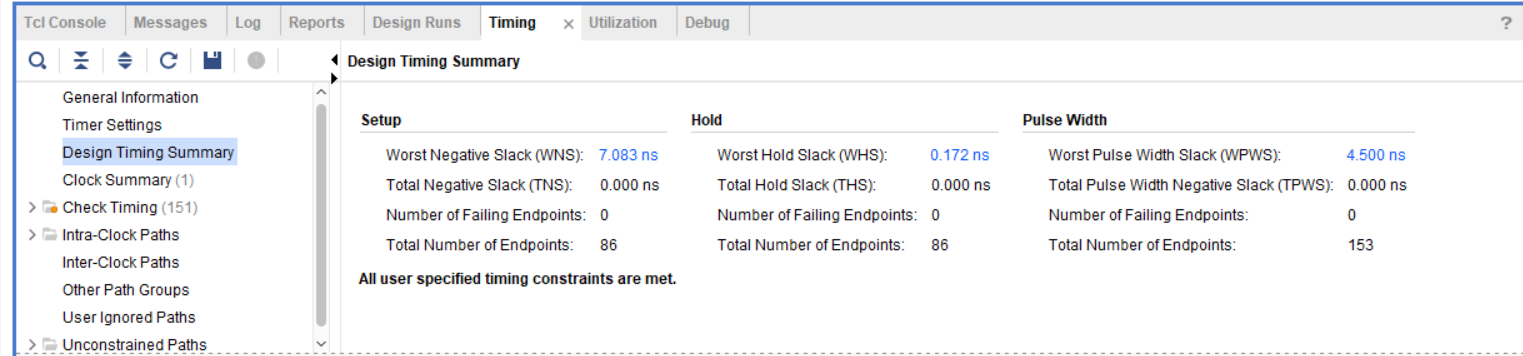 Tcl Console Messages Log Reports Design Runs Timing × Utilization Debug ?
Design Timing Summary
General Information
Timer Settings
Design Timing Summary
Clock Summary (1)
Check Timing (151)
Intra-Clock Paths
Inter-Clock Paths
Other Path Groups
User Ignored Paths
Unconstrained Paths
Setup Hold Pulse Width
Worst Negative Slack (WNS): 7.083 ns Worst Hold Slack (WHS): 0.172 ns Worst Pulse Width Slack (WPWS): 4.500 ns
Total Negative Slack (TNS): 0.000 ns Total Hold Slack (THS): 0.000 ns Total Pulse Width Negative Slack (TPWS): 0.000 ns
Number of Failing Endpoints: 0 Number of Failing Endpoints: 0 Number of Failing Endpoints: 0
Total Number of Endpoints: 86 Total Number of Endpoints: 86 Total Number of Endpoints: 153
All user specified timing constraints are met.